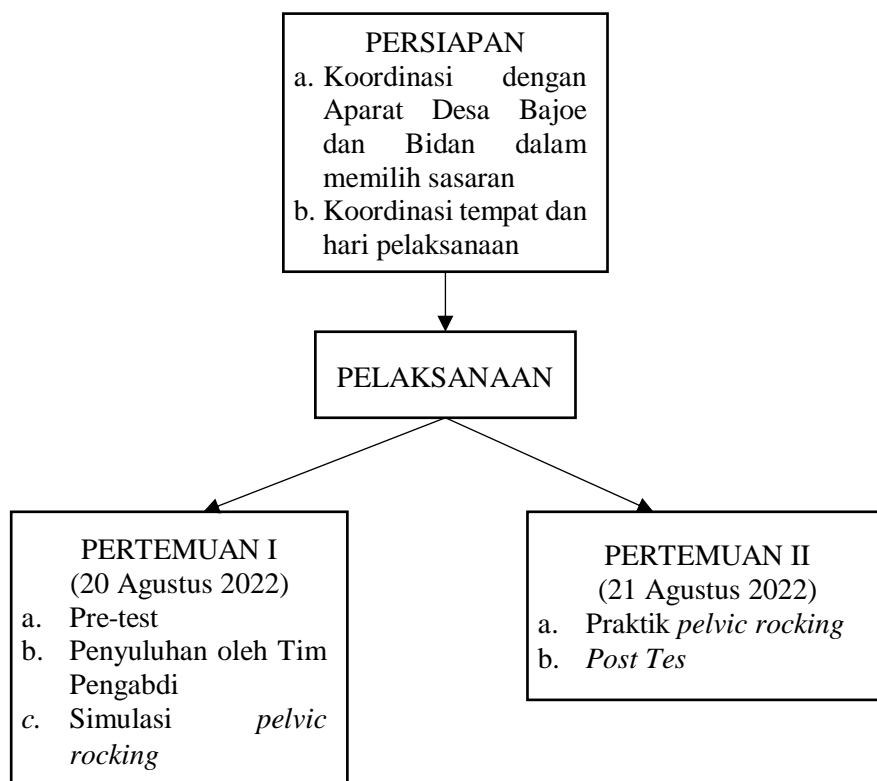 PERSIAPAN
a. Koordinasi dengan
Aparat Desa Bajoe
dan Bidan dalam
memilih sasaran
b. Koordinasi tempat dan
hari pelaksanaan
PELAKSANAAN
PERTEMUAN I
(20 Agustus 2022)
a. Pre-test
b. Penyuluhan oleh Tim
Pengabdi
c. Simulasi pelvic
rocking
PERTEMUAN II
(21 Agustus 2022)
a. Praktik pelvic rocking
b. Post Tes